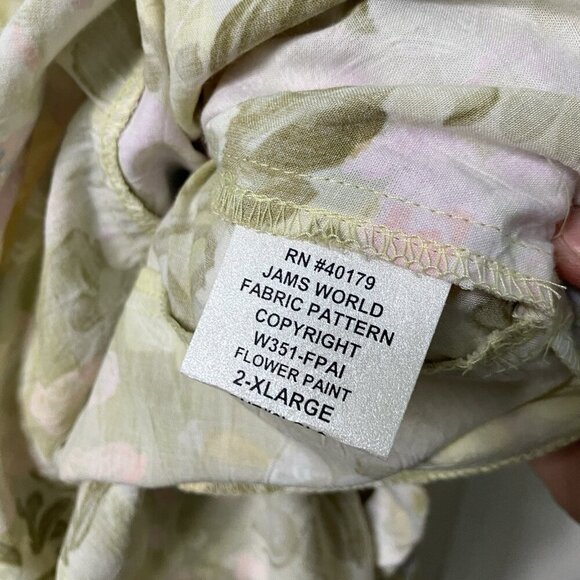 RN #40179
JAMS WORLD
FABRIC PATTERN
COPYRIGHT
W351-FPAI
FLOWER PAINT
2-XLARGE